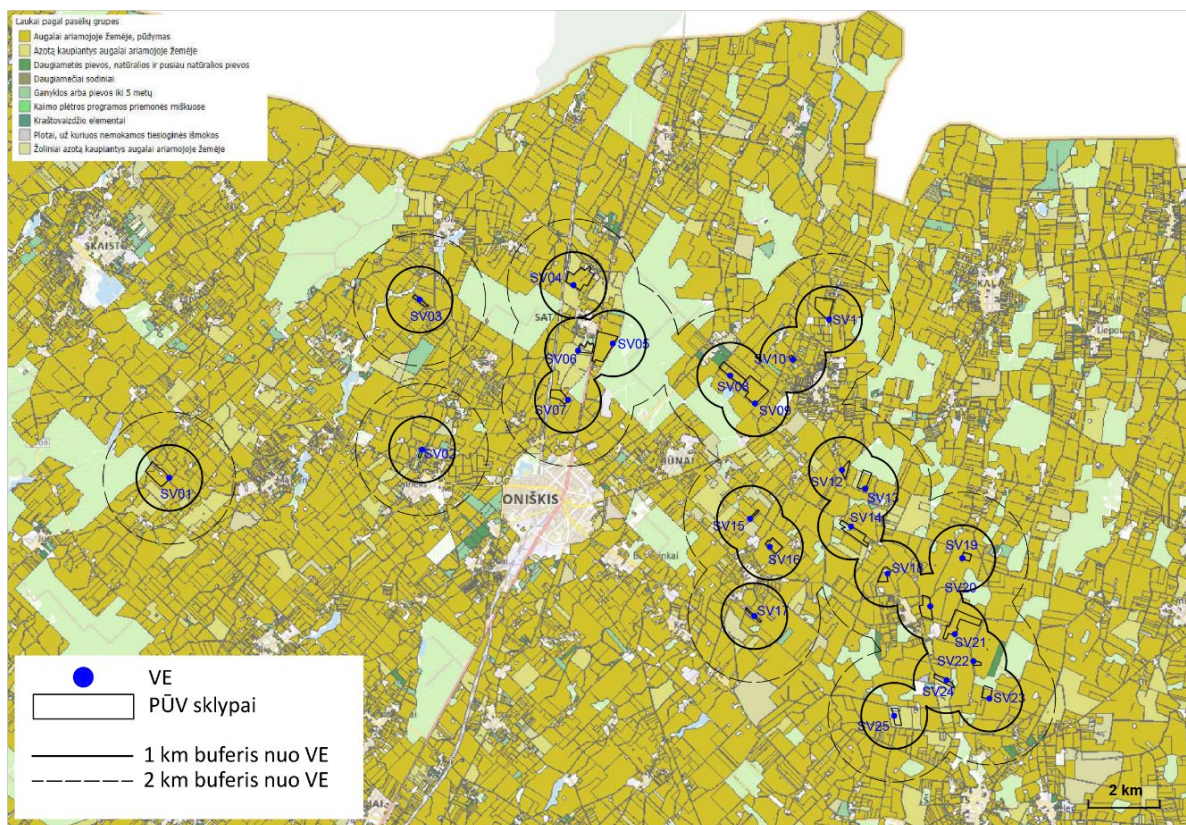 Laukai pagal pasėlių grupes
Augalai ariamojoje žemėje, pūdymas
Azotą kaupiantys augalai ariamojoje žemėje
Daugiametės pievos, natūralios ir pusiau natūralios pievos
Daugiamečiai sodiniai
Ganyklos arba pievos iki 5 metų
Kaimo plėtros programos priemonės miškuose
Kraštovaizdžio elementai
Plotai, už kuriuos nemokamos tiesioginės išmokos
Žoliniai azotą kaupiantys augalai ariamojoje žemėje
SKAISTG
SV04
SV03
KAL
SAT
SV11
Liepoi
SV05
SV06
SV10
SV08
SV07
SV09
SV02
JŪNAI
SV01
SV12
SV13
ONIŠKIS
SV15
SV14
SV16
SV19
SV18
SV20
SV17
SV21
SV22
SV24
SV23
SV25
VE
PŪV sklypai
1 km buferis nuo VE
2 km buferis nuo VE
2 km